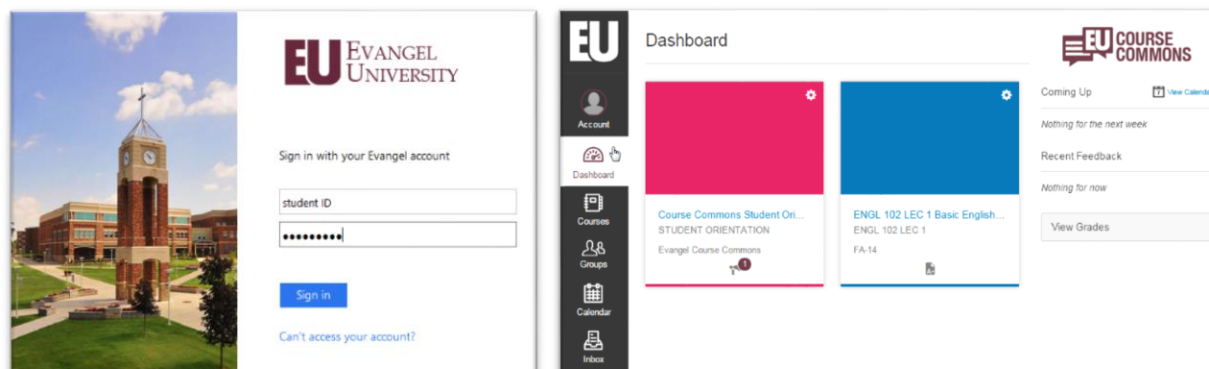 EU EVANGEL
UNIVERSITY
Sign in with your Evangel account
student ID
•••••••••
Sign in
Can't access your account?
EU
Account
Dashboard
Courses
Groups
Calendar
Inbox
Dashboard
Course Commons Student Ori...
STUDENT ORIENTATION
Evangel Course Commons
1
ENGL 102 LEC 1 Basic English...
ENGL 102 LEC 1
FA-14
EU COURSE
COMMONS
Coming Up
7 View Calenda
Nothing for the next week
Recent Feedback
Nothing for now
View Grades